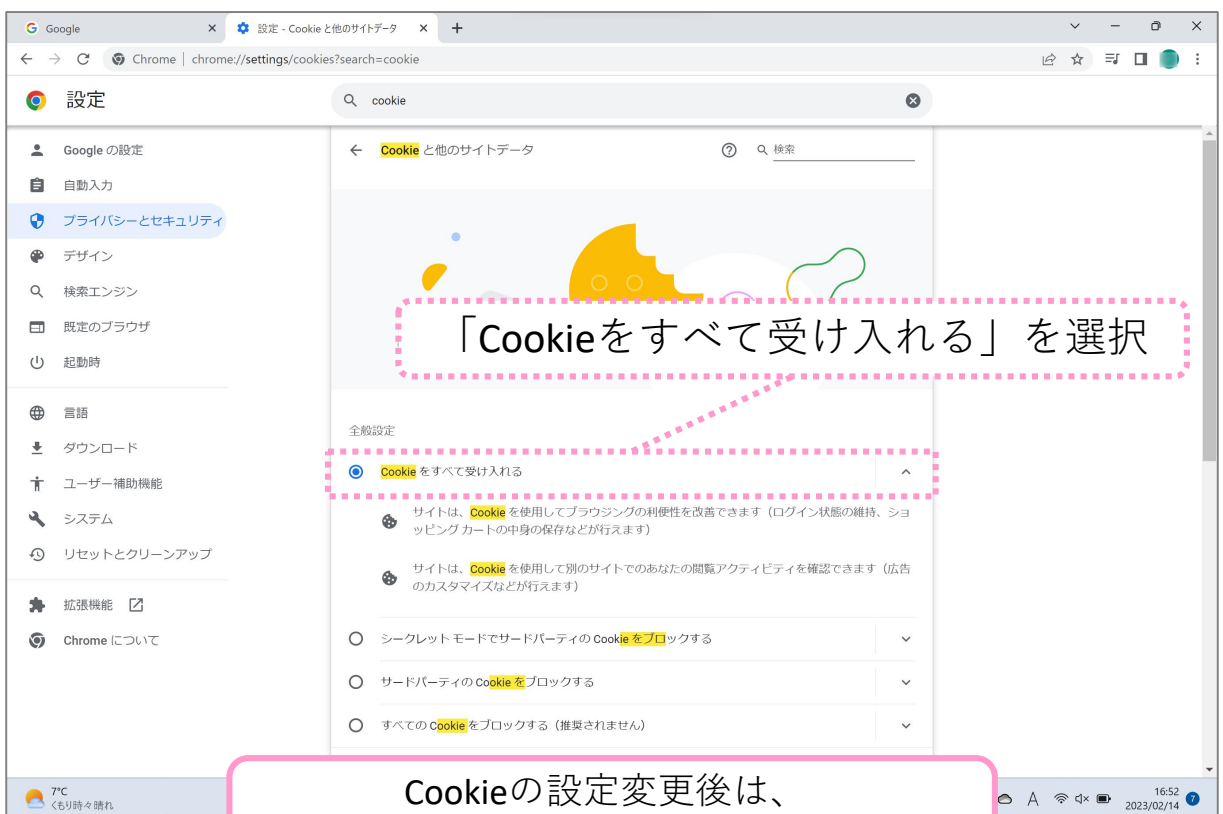 Google
設定 - Cookie と他のサイトデータ
Chrome | chrome://settings/cookies?search=cookie
設定
cookie
Google の設定
自動入力
プライバシーとセキュリティ
デザイン
検索エンジン
既定のブラウザ
起動時
言語
ダウンロード
ユーザー補助機能
システム
リセットとクリーンアップ
拡張機能
Chrome について
Cookie と他のサイトデータ
検索
「Cookieをすべて受け入れる」を選択
全般設定
Cookie をすべて受け入れる
サイトは、Cookie を使用してブラウジングの利便性を改善できます（ログイン状態の維持、ショ
ッピング カートの中身の保存などが行えます）
サイトは、Cookie を使用して別のサイトでのあなたの閲覧アクティビティを確認できます（広告
のカスタマイズなどが行えます）
シークレット モードでサードパーティの Cookie をブロックする
サードパーティの Cookie をブロックする
すべての Cookie をブロックする（推奨されません）
Cookieの設定変更後は、
7°C
くもり時々晴れ
A
16:52
2023/02/14
7